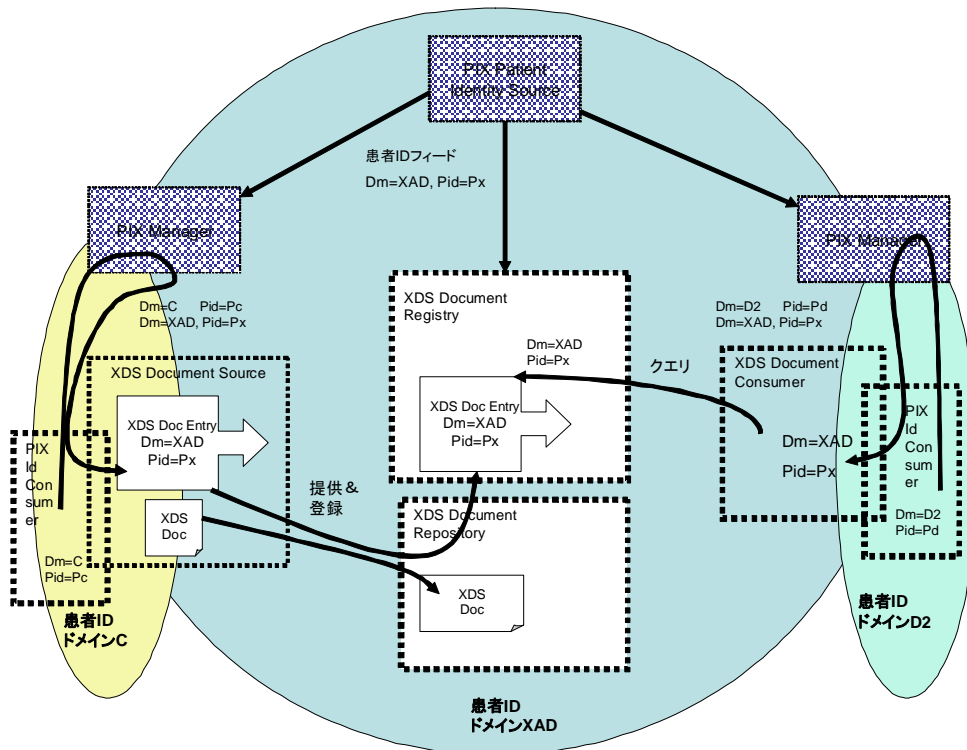 PIX Patient
Identity Source
患者IDフィード
Dm=XAD, Pid=Px
PIX Manager
PIX Manager
Dm=C Pid=Pc
Dm=XAD, Pid=Px
XDS Document
Registry
Dm=D2 Pid=Pd
Dm=XAD, Pid=Px
Dm=XAD
Pid=Px
クエリ
XDS Document Source
XDS Document
Consumer
XDS Doc Entry
Dm=XAD
Pid=Px
XDS Doc Entry
Dm=XAD
Pid=Px
Dm=XAD
Pid=Px
PIX
Id
Con
sum
er
PIX
Id
Con
sum
er
提供＆
登録
XDS
Doc
XDS Document
Repository
Dm=D2
Pid=Pd
Dm=C
Pid=Pc
XDS
Doc
患者ID
ドメインC
患者ID
ドメインD2
患者ID
ドメインXAD